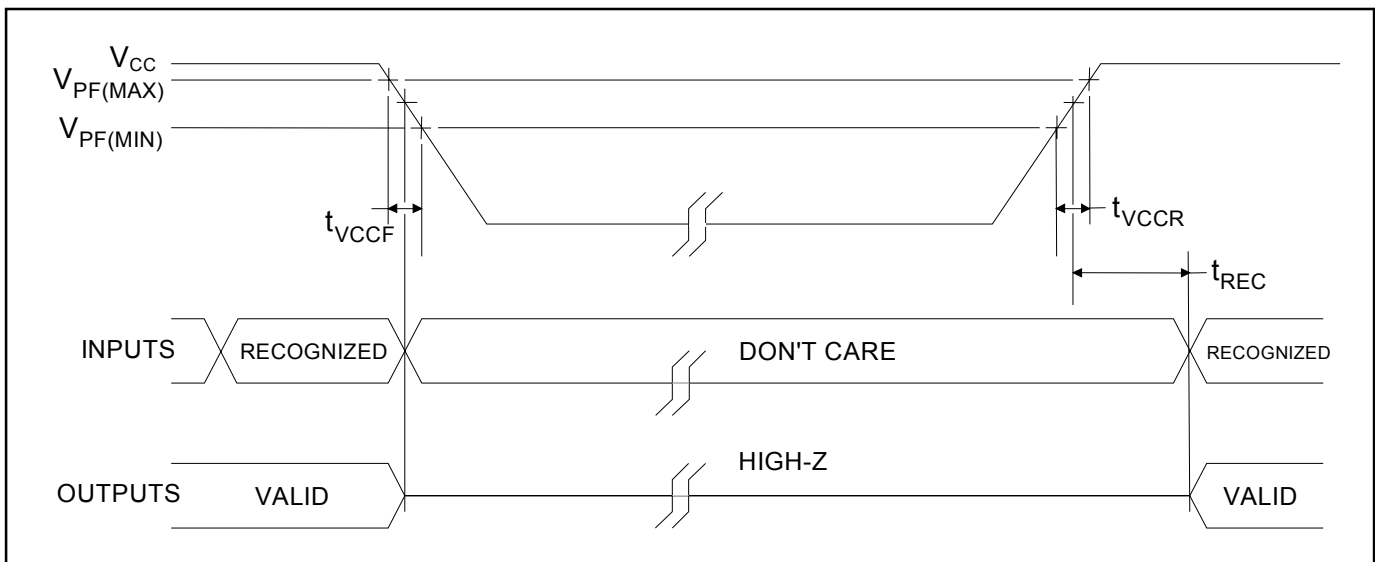 VCC
VPF(MAX)
VPF(MIN)
tVCCF
tVCCR
tREC
INPUTS RECOGNIZED DON'T CARE RECOGNIZED
HIGH-Z
OUTPUTS VALID VALID